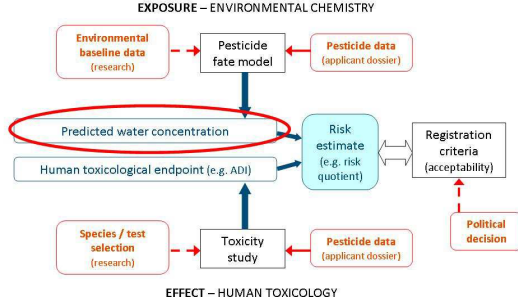 EXPOSURE – ENVIRONMENTAL CHEMISTRY
Environmental
baseline data
(research)
Pesticide
fate model
Pesticide data
(applicant dossier)
Predicted water concentration
Human toxicological endpoint (e.g. ADI)
Risk
estimate
(e.g. risk
quotient)
Registration
criteria
(acceptability)
Species / test
selection
(research)
Toxicity
study
Pesticide data
(applicant dossier)
Political
decision
EFFECT – HUMAN TOXICOLOGY